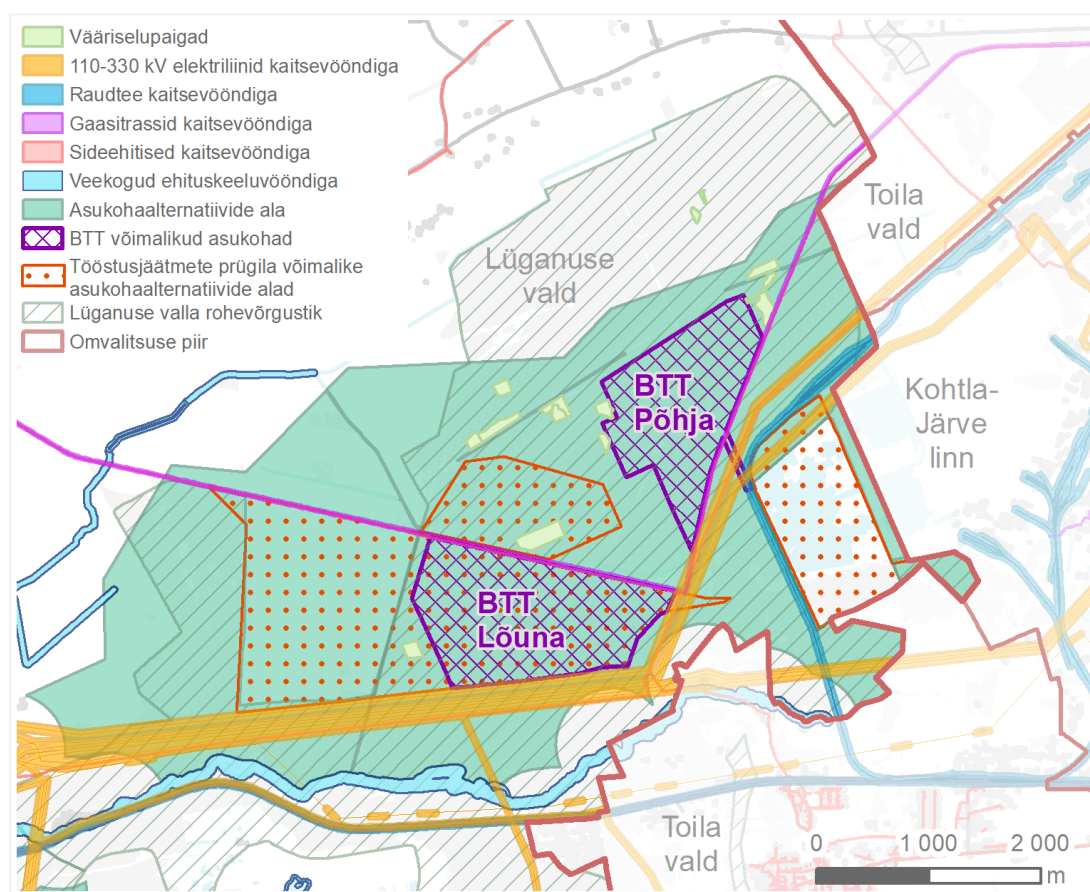 Vääriselupaigad
110-330 kV elektriliinid kaitsevööndiga
Raudtee kaitsevööndiga
Gaasitrassid kaitsevööndiga
Sideehitised kaitsevööndiga
Veekogud ehituskeeluvööndiga
Asukohaalternatiivide ala
BTT võimalikud asukohad
Tööstusjäätmete prügila võimalike
asukohaalternatiivide alad
Lüganuse valla rohevõrgustik
Omvalitsuse piir
Toila
vald
Lüganuse
vald
BTT
Põhja
Kohtla-
Järve
linn
BTT
Lõuna
Toila
vald
0 1 000 2 000
m